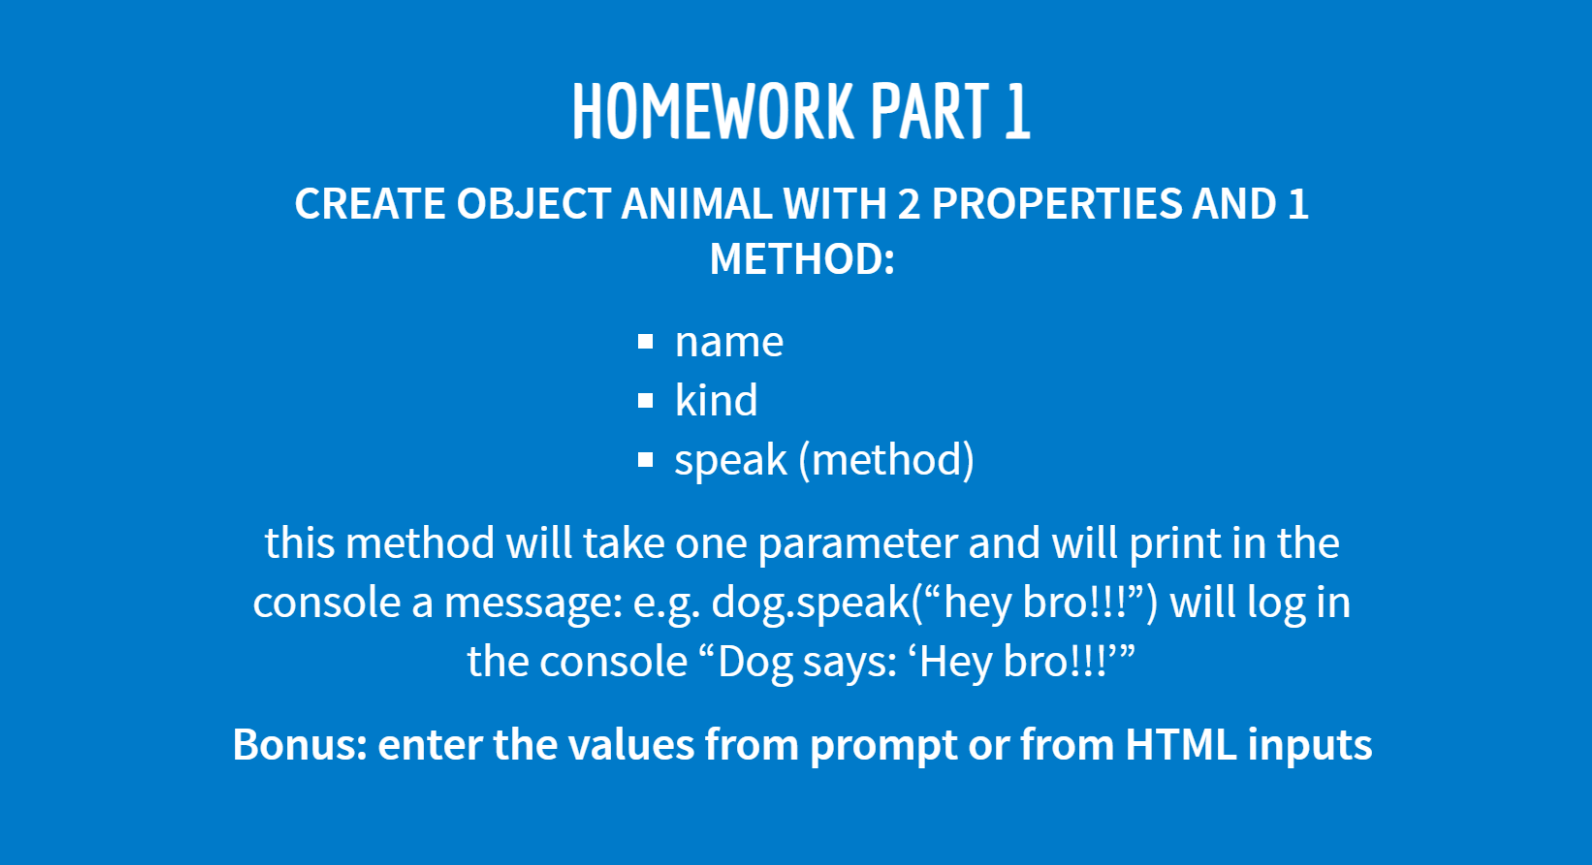 HOMEWORK PART 1
CREATE OBJECT ANIMAL WITH 2 PROPERTIES AND 1
METHOD:
▪ name
▪ kind
▪ speak (method)
this method will take one parameter and will print in the
console a message: e.g. dog.speak(“hey bro!!!”) will log in
the console “Dog says: ‘Hey bro!!!’”
Bonus: enter the values from prompt or from HTML inputs